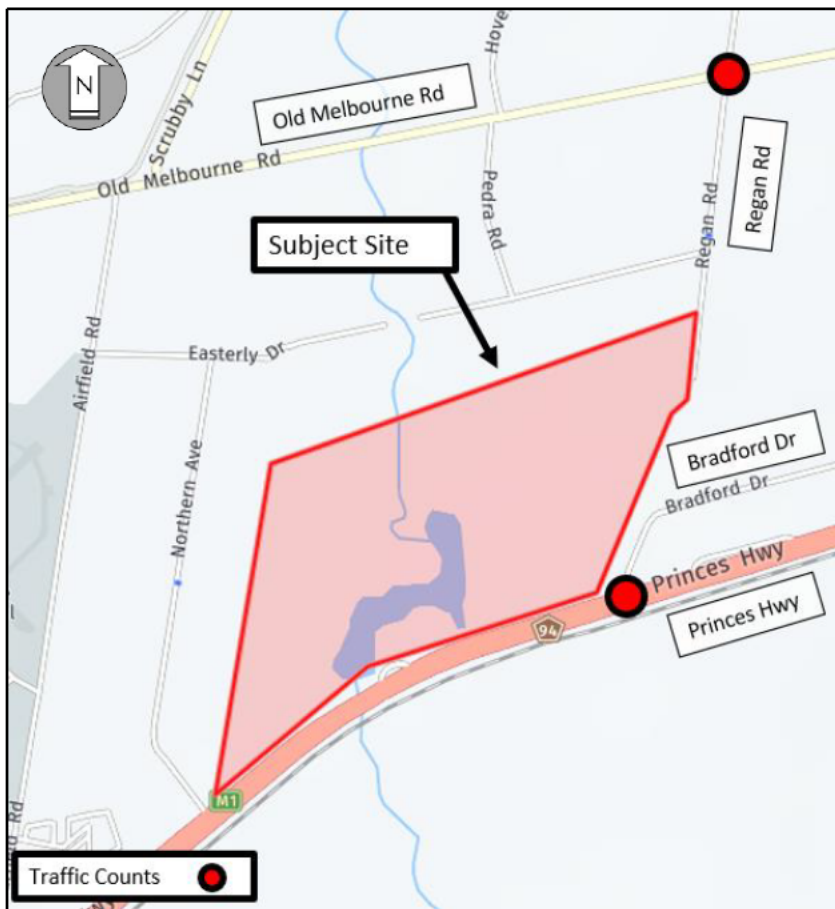 N
Scrubby Ln
Hove
Old Melbourne Rd
Old Melbourne Rd
Regan Rd
Regan Rd
Pedra Rd
Subject Site
Easterly Dr
Airfield Rd
Northern Ave
Bradford Dr
Bradford Dr
Princes Hwy
Princes Hwy
94
M1
Rd
Traffic Counts